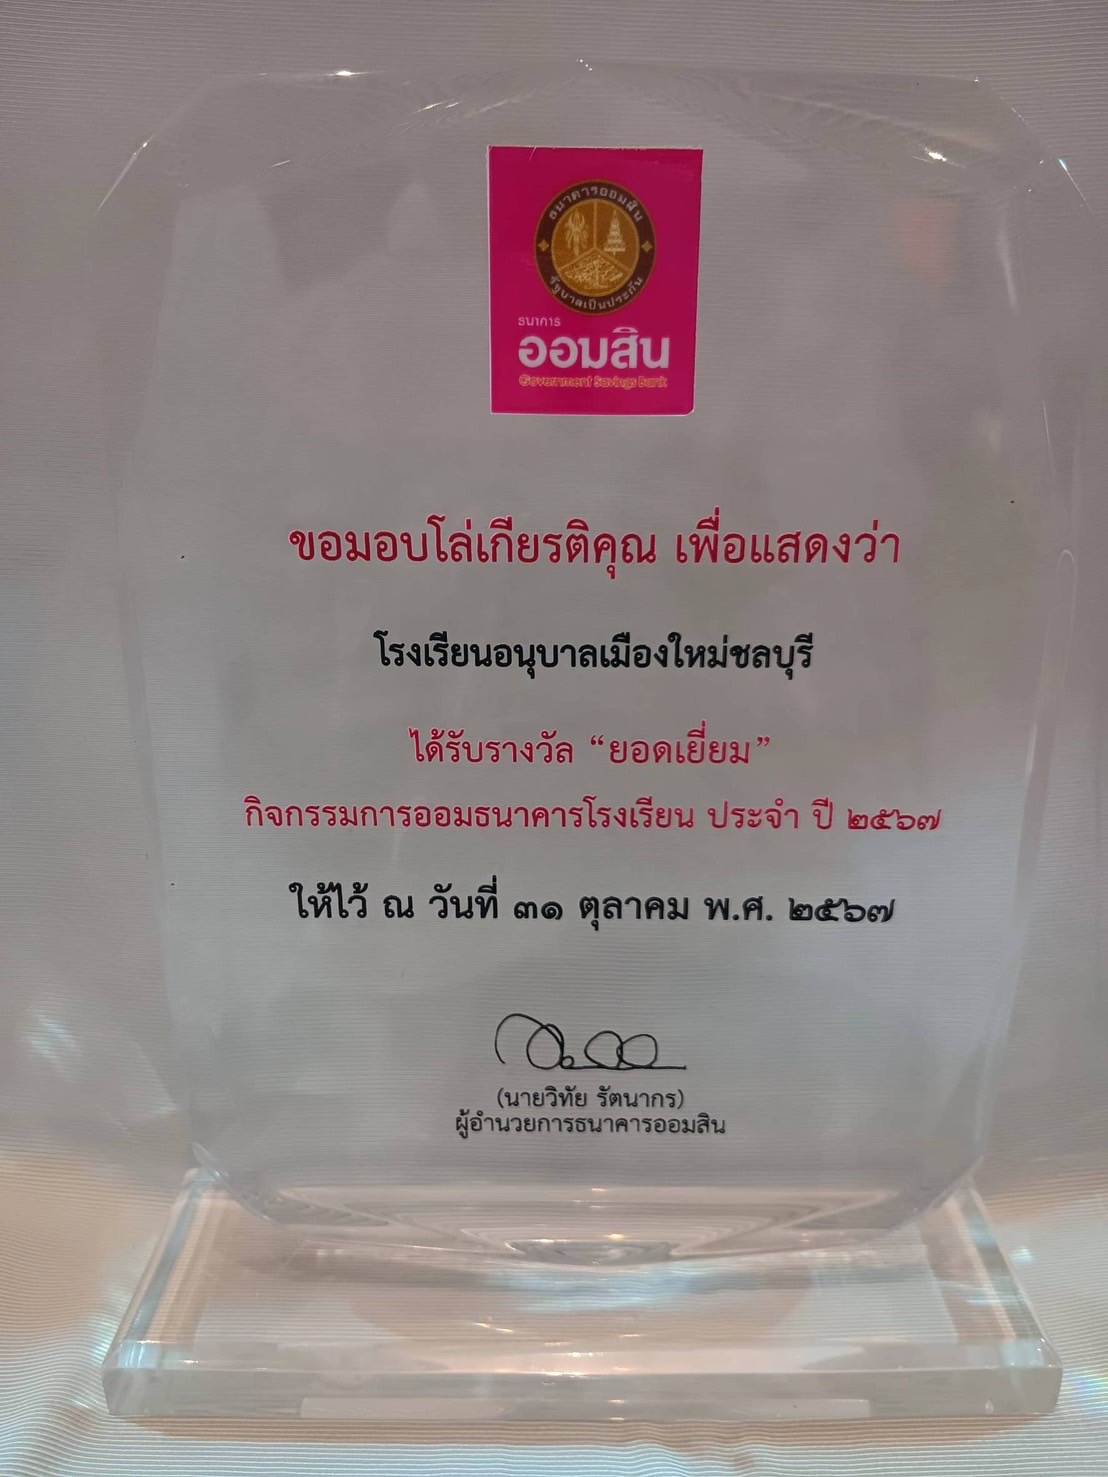 ธนาคารออมสิน
รัฐบาลเป็นประกัน
ธนาคาร
ออมสิน
Government Savings Bank
ขอมอบโล่เกียรติคุณ เพื่อแสดงว่า
โรงเรียนอนุบาลเมืองใหม่ชลบุรี
ได้รับรางวัล “ยอดเยี่ยม”
กิจกรรมการออมธนาคารโรงเรียน ประจำ ปี ๒๕๖๗
ให้ไว้ ณ วันที่ ๓๑ ตุลาคม พ.ศ. ๒๕๖๗
(นายวิทัย รัตนากร)
ผู้อำนวยการธนาคารออมสิน